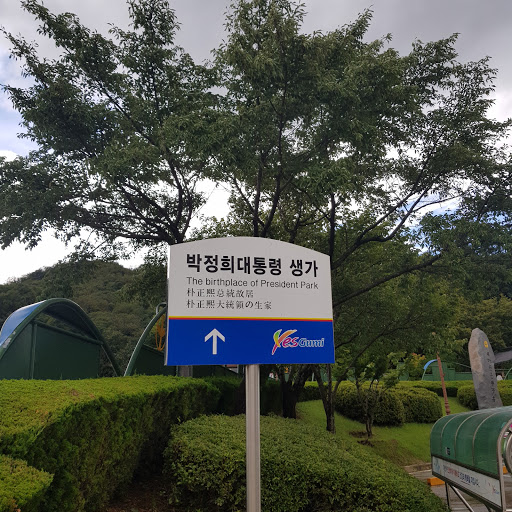 박정희대통령 생가
The birthplace of President Park
朴正熙总統故居
朴正熙大統領の生家
Yes Gumi